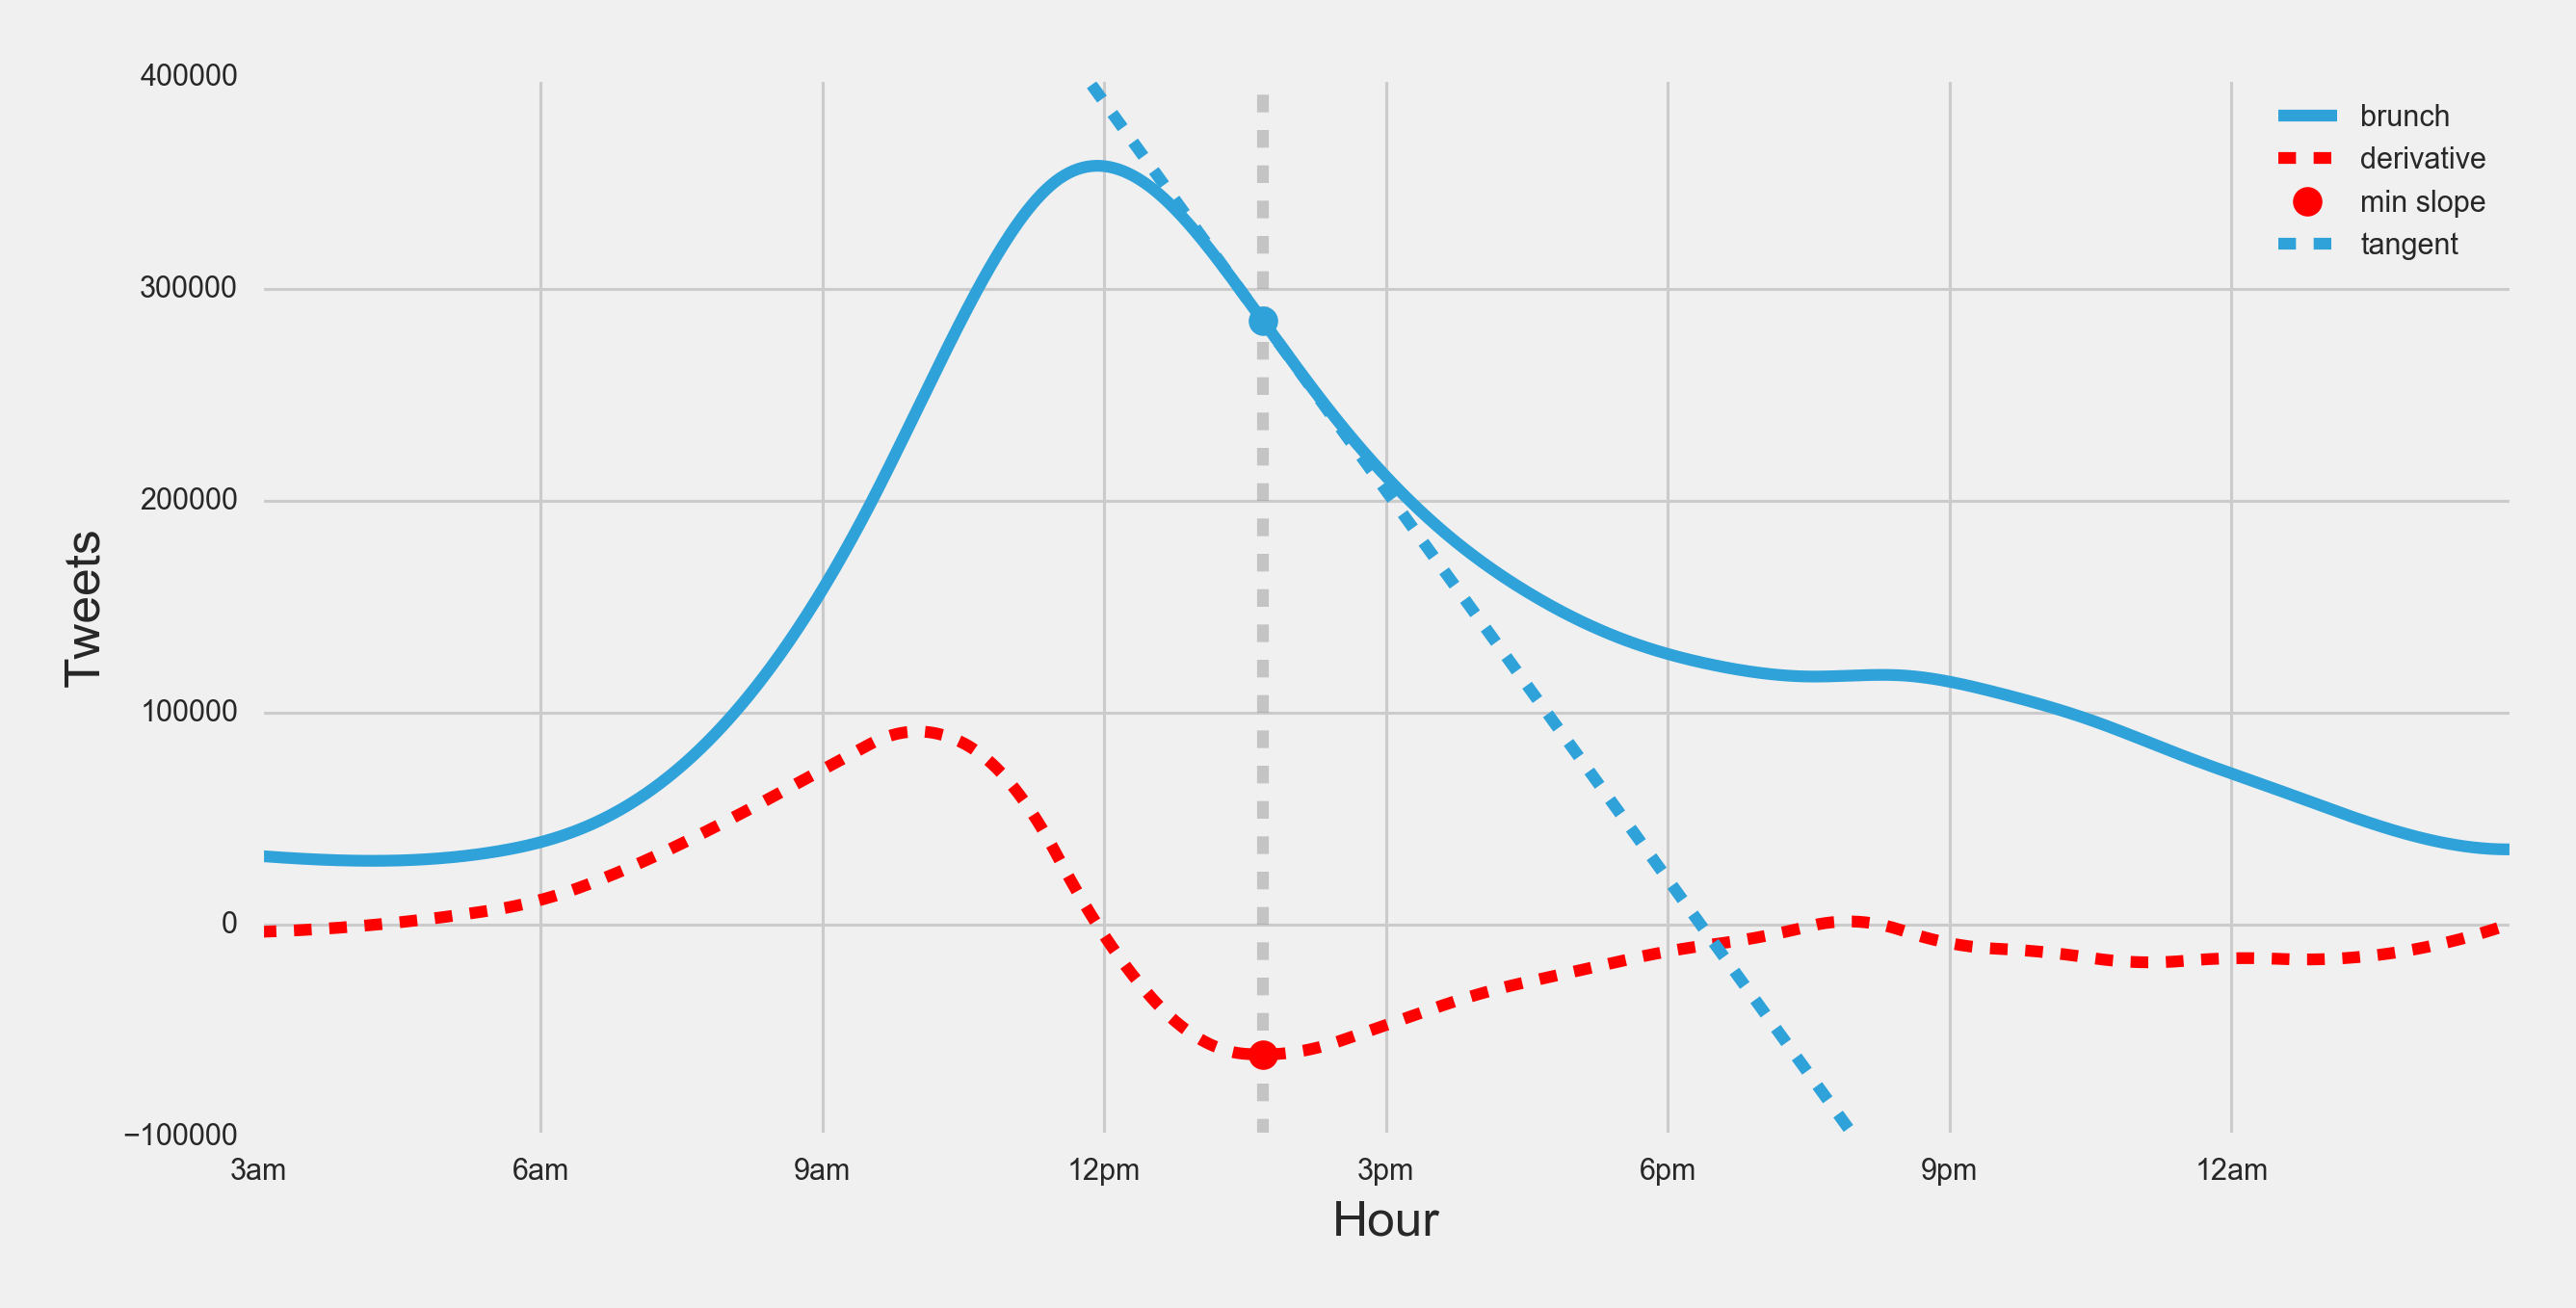 400000
300000
200000
100000
0
−100000
Tweets
3am 6am 9am 12pm 3pm 6pm 9pm 12am
Hour
brunch
derivative
min slope
tangent